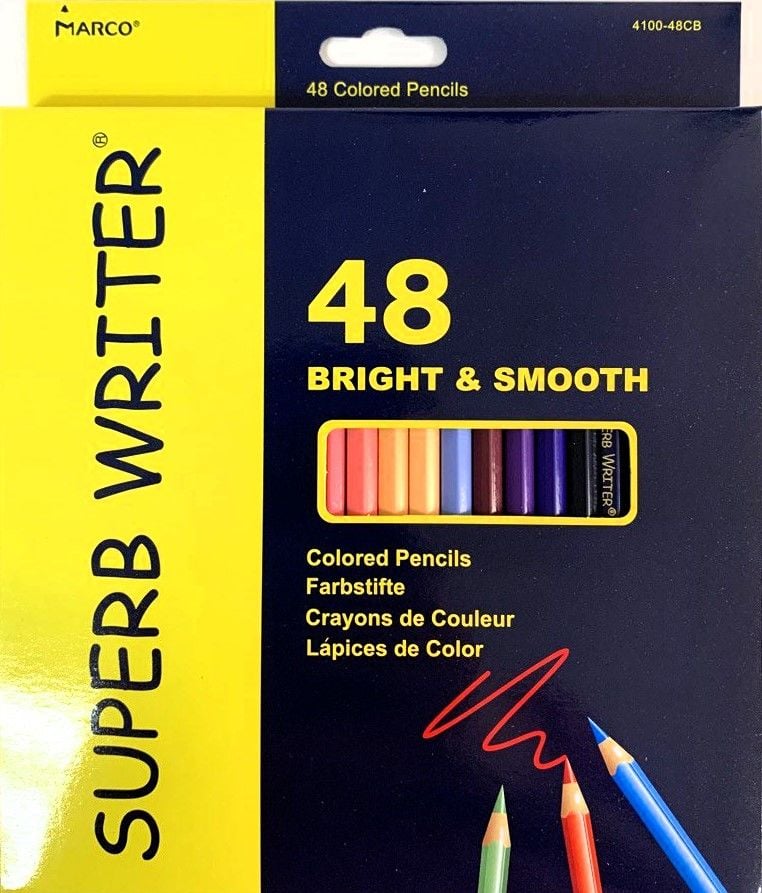 MARCO®
4100-48CB
48 Colored Pencils
SUPERB WRITER®
48
BRIGHT & SMOOTH
ERB WRITER®
Colored Pencils
Farbstifte
Crayons de Couleur
Lápices de Color